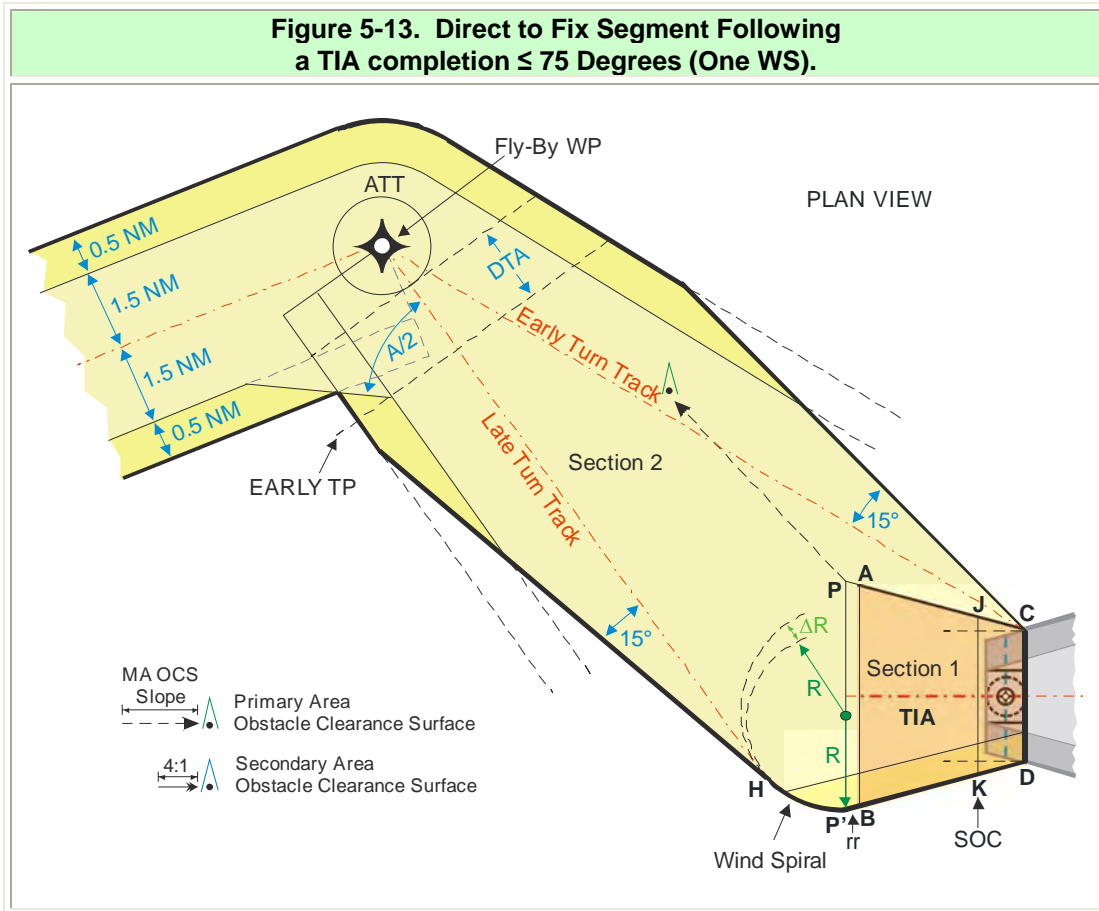 Figure 5-13. Direct to Fix Segment Following
a TIA completion ≤ 75 Degrees (One WS).
Fly-By WP
ATT
PLAN VIEW
0.5 NM
DTA
1.5 NM
Early Turn Track
A/2
1.5 NM
0.5 NM
Late Turn Track
Section 2
EARLY TP
15°
P
A
J
C
15°
ΔR
Section 1
R
TIA
MA OCS
Slope
Primary Area
Obstacle Clearance Surface
R
4:1
Secondary Area
Obstacle Clearance Surface
H
D
K
P'
B
rr
SOC
Wind Spiral